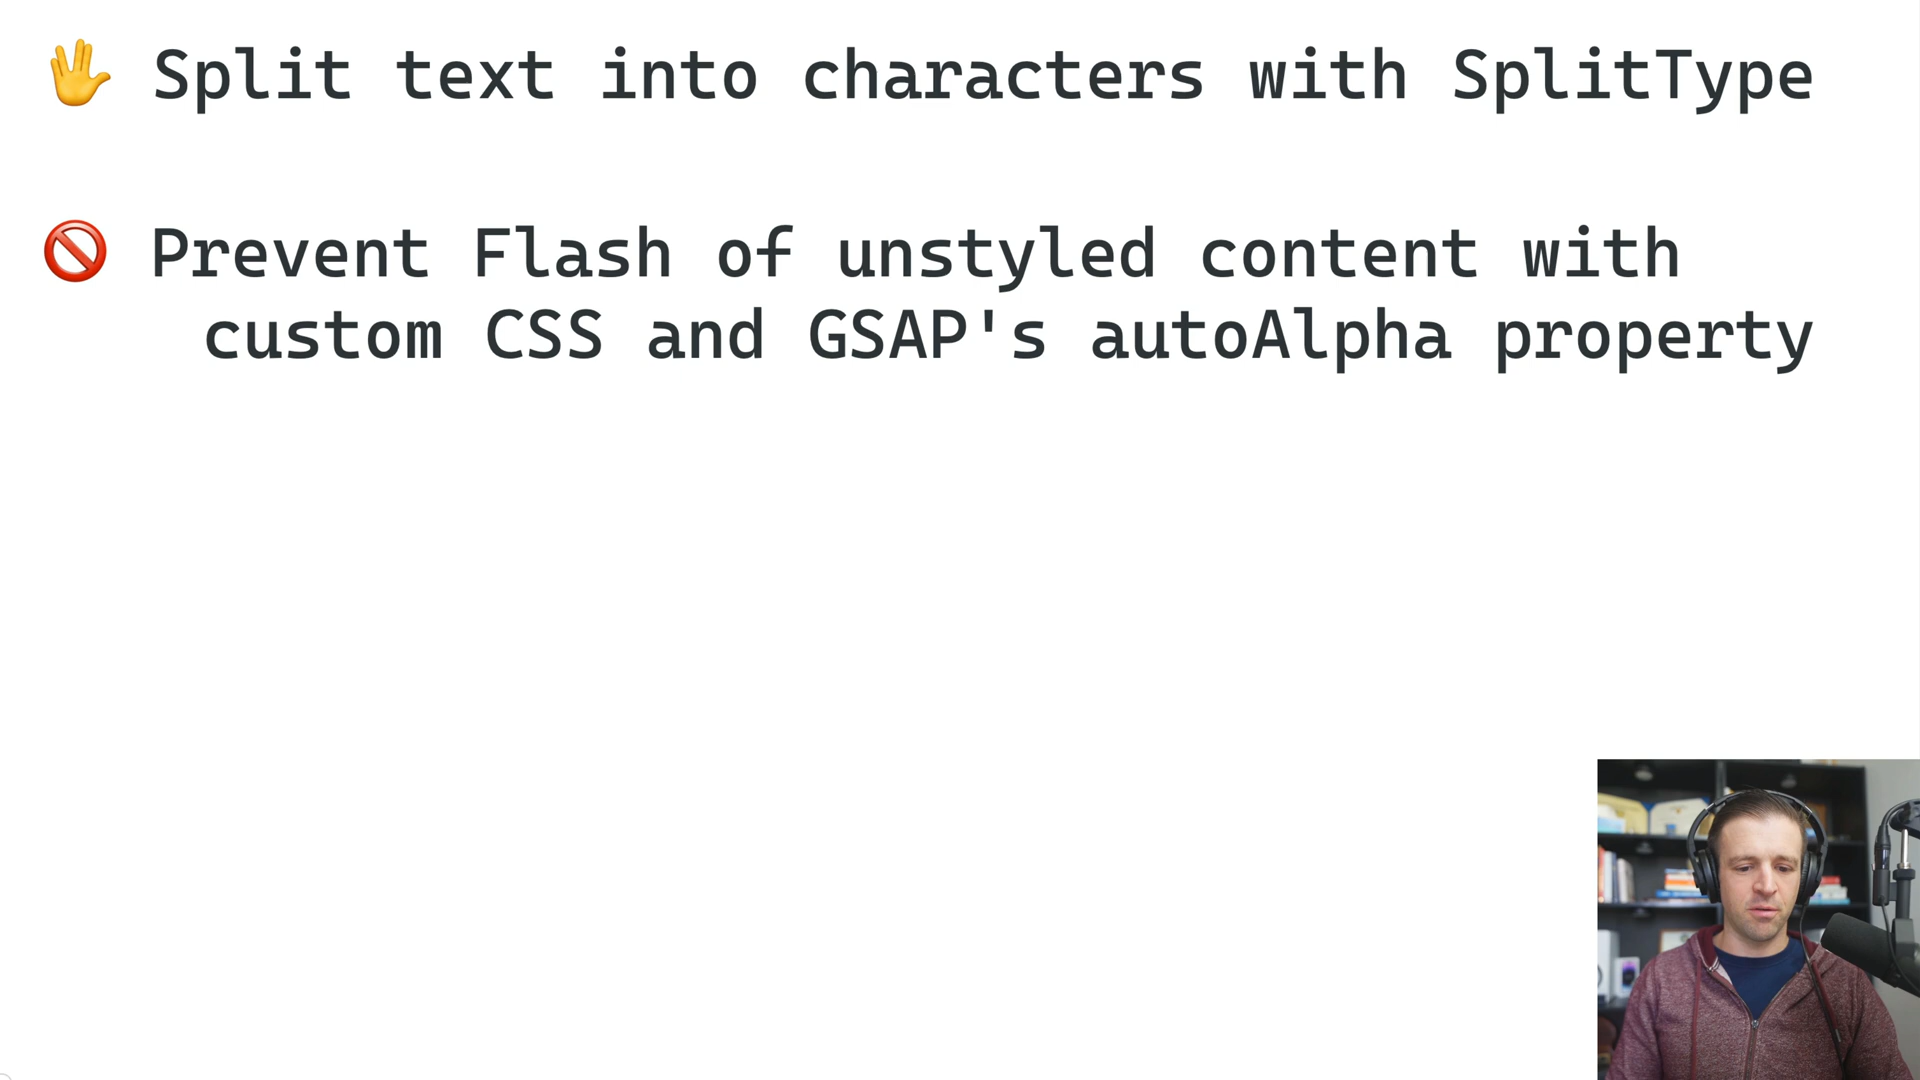 🖖 Split text into characters with SplitType
🚫 Prevent Flash of unstyled content with
custom CSS and GSAP's autoAlpha property